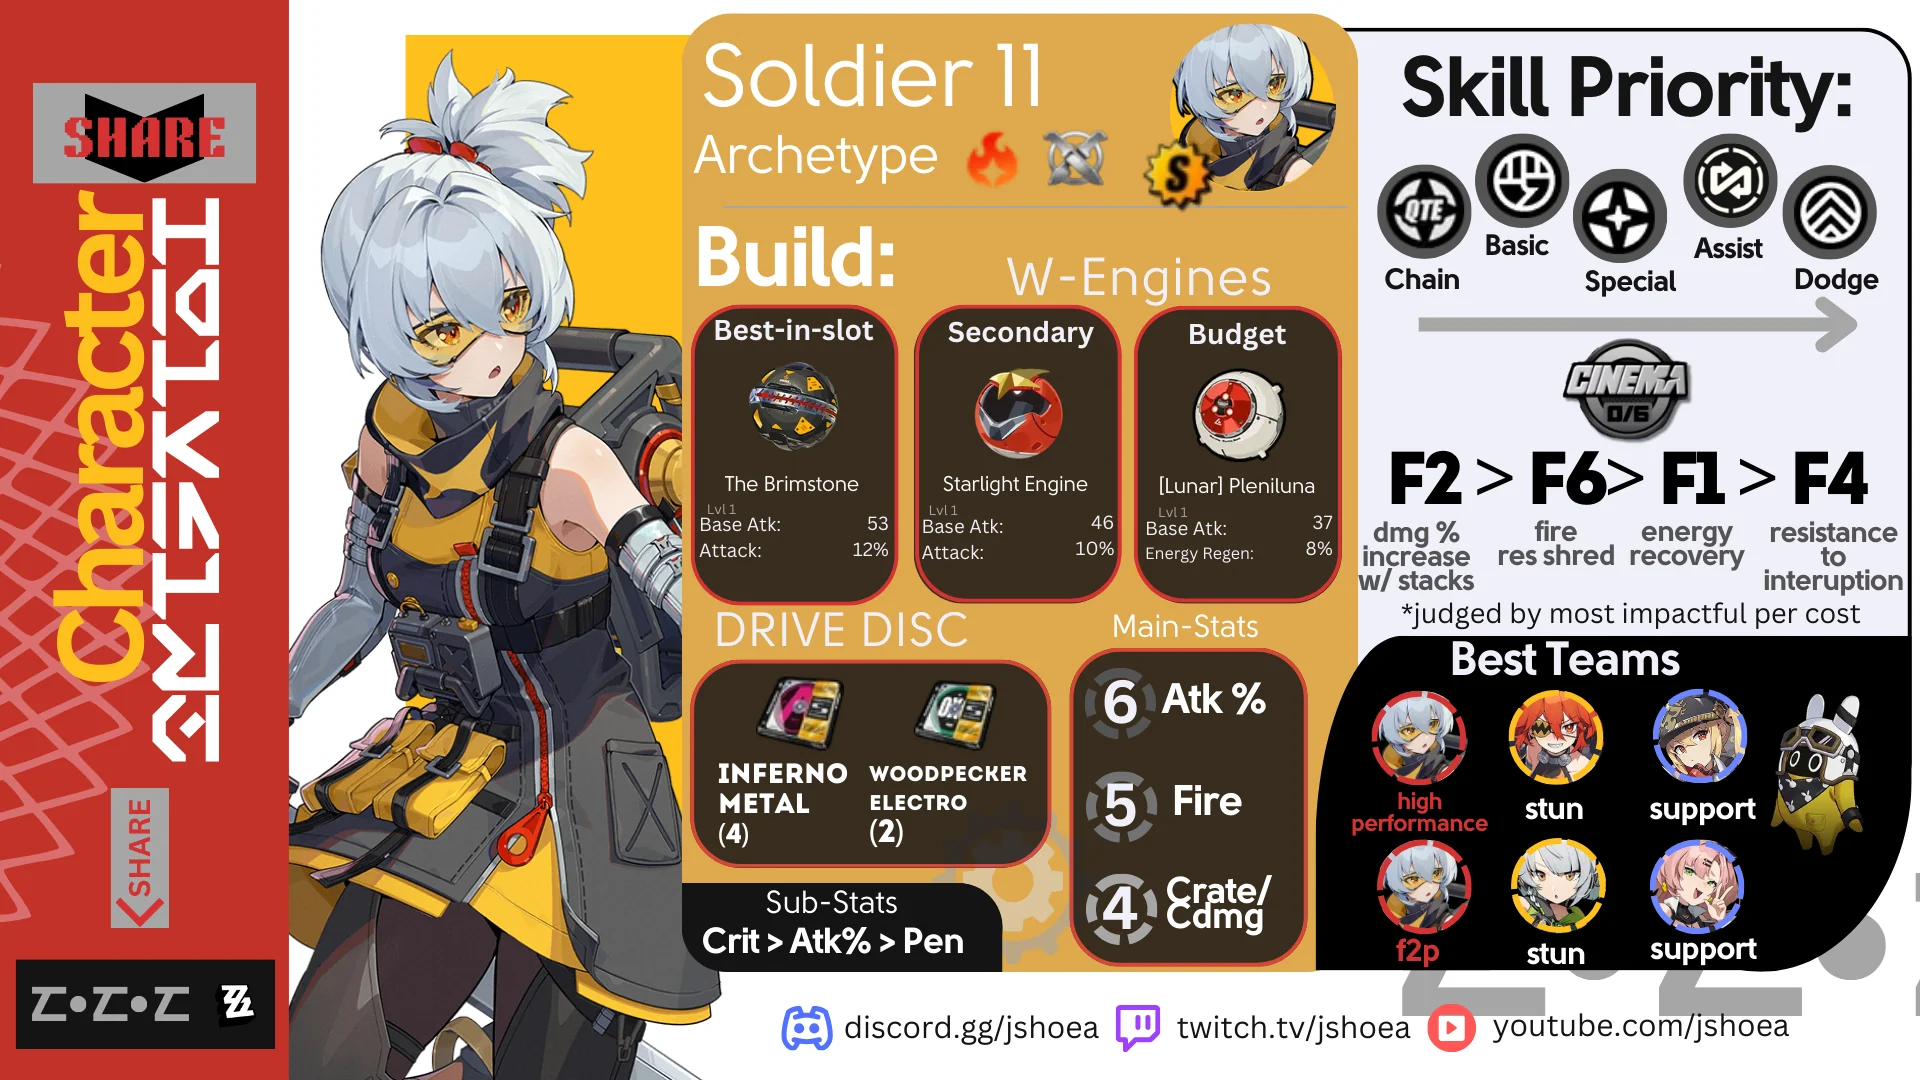 SHARE
Character
SHARE
Z•Z•Z
Soldier 11
Archetype
S
Build:
W-Engines
Best-in-slot
The Brimstone
Lvl 1
Base Atk: 53
Attack: 12%
Secondary
Starlight Engine
Lvl 1
Base Atk: 46
Attack: 10%
Budget
[Lunar] Pleniluna
Lvl 1
Base Atk: 37
Energy Regen: 8%
DRIVE DISC
INFERNO
METAL
(4)
WOODPECKER
ELECTRO
(2)
Main-Stats
6 Atk %
5 Fire
4 Crate/
Cdmg
Sub-Stats
Crit > Atk% > Pen
Skill Priority:
QTE
Chain
Basic
Special
Assist
Dodge
CINEMA
0/6
F2 > F6> F1 > F4
dmg %
increase
w/ stacks
fire
res shred
energy
recovery
resistance
to
interuption
*judged by most impactful per cost
Best Teams
high
performance
stun
support
f2p
stun
support
discord.gg/jshoea
twitch.tv/jshoea
youtube.com/jshoea